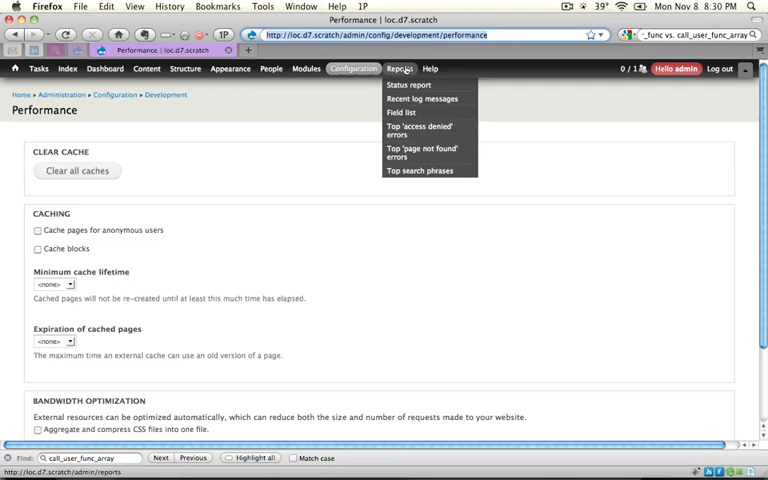 Firefox File Edit View History Bookmarks Tools Window 1P 39° Mon Nov 8 8:30 PM
Performance | loc.d7.scratch
1P http://loc.d7.scratch/admin/config/development/performance _func vs. call_user_func_array
Performance | loc.d7.scratch
Tasks Index Dashboard Content Structure Appearance People Modules Configuration Reports Help 0 / 1 Hello admin Log out
Status report
Recent log messages
Field list
Top 'access denied'
errors
Top 'page not found'
errors
Top search phrases
Home » Administration » Configuration » Development
Performance
CLEAR CACHE
Clear all caches
CACHING
Cache pages for anonymous users
Cache blocks
Minimum cache lifetime
<none>
Cached pages will not be re-created until at least this much time has elapsed.
Expiration of cached pages
<none>
The maximum time an external cache can use an old version of a page.
BANDWIDTH OPTIMIZATION
External resources can be optimized automatically, which can reduce both the size and number of requests made to your website.
Aggregate and compress CSS files into one file.
Find: call_user_func_array Next Previous Highlight all Match case
http://loc.d7.scratch/admin/reports